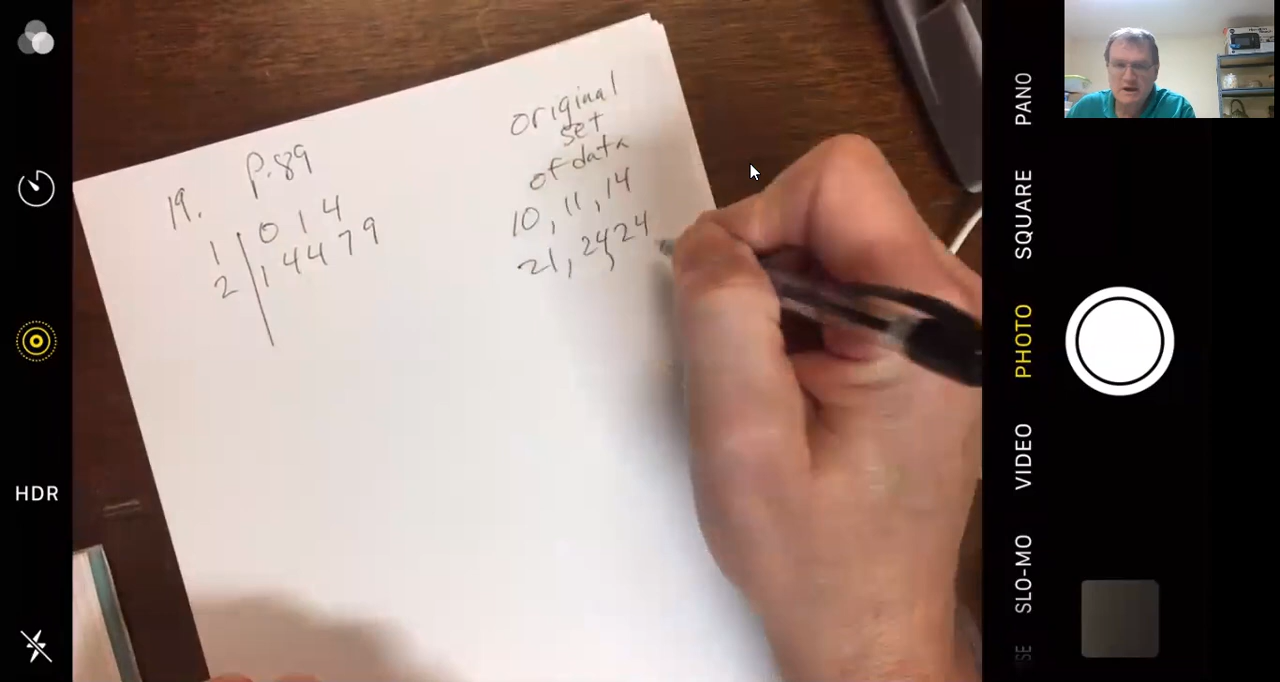 HDR
p.89
19.
1 | 0 1 4
2 | 1 4 4 7 9
original
set
of data
10, 11, 14
21, 24, 24
PANO
SQUARE
PHOTO
VIDEO
SLO-MO
SE